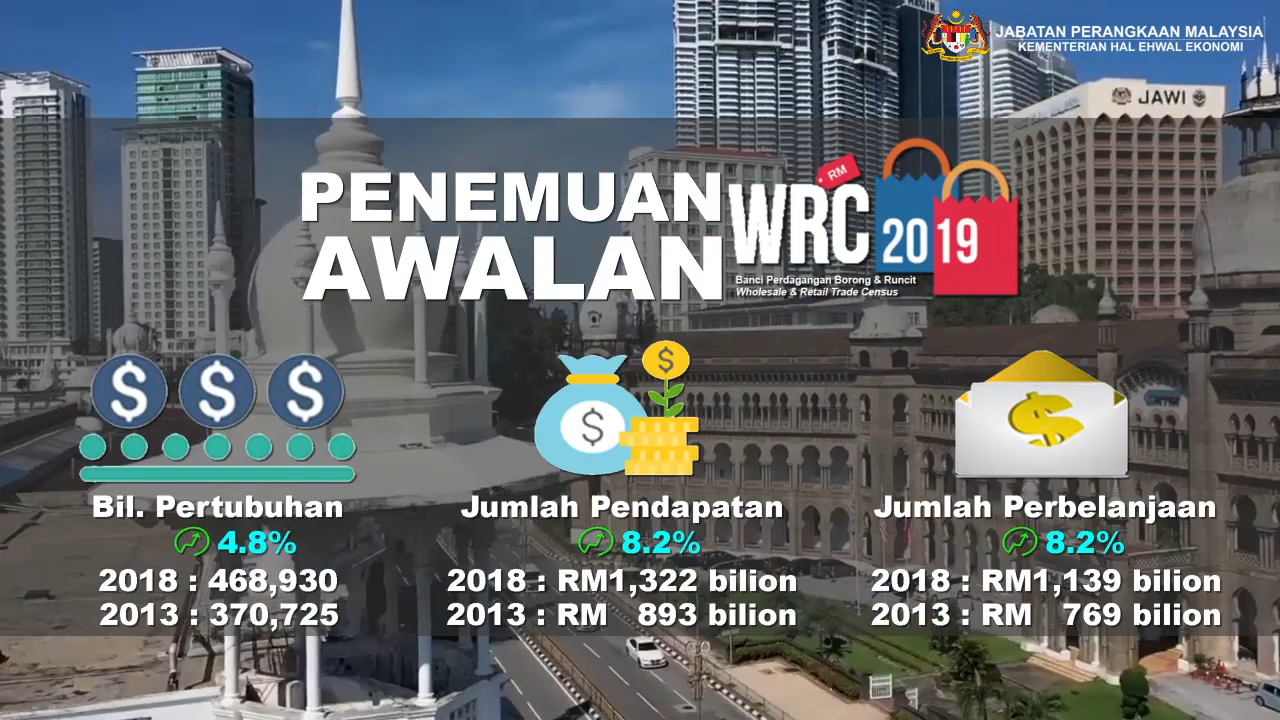 JABATAN PERANGKAAN MALAYSIA
KEMENTERIAN HAL EHWAL EKONOMI
JAWI
PENEMUAN
AWALAN
RM
WRC
2019
Banci Perdagangan Borong & Runcit
Wholesale & Retail Trade Census
$ $ $
$
$
Bil. Pertubuhan
4.8%
2018 : 468,930
2013 : 370,725
Jumlah Pendapatan
8.2%
2018 : RM1,322 bilion
2013 : RM 893 bilion
$
Jumlah Perbelanjaan
8.2%
2018 : RM1,139 bilion
2013 : RM 769 bilion